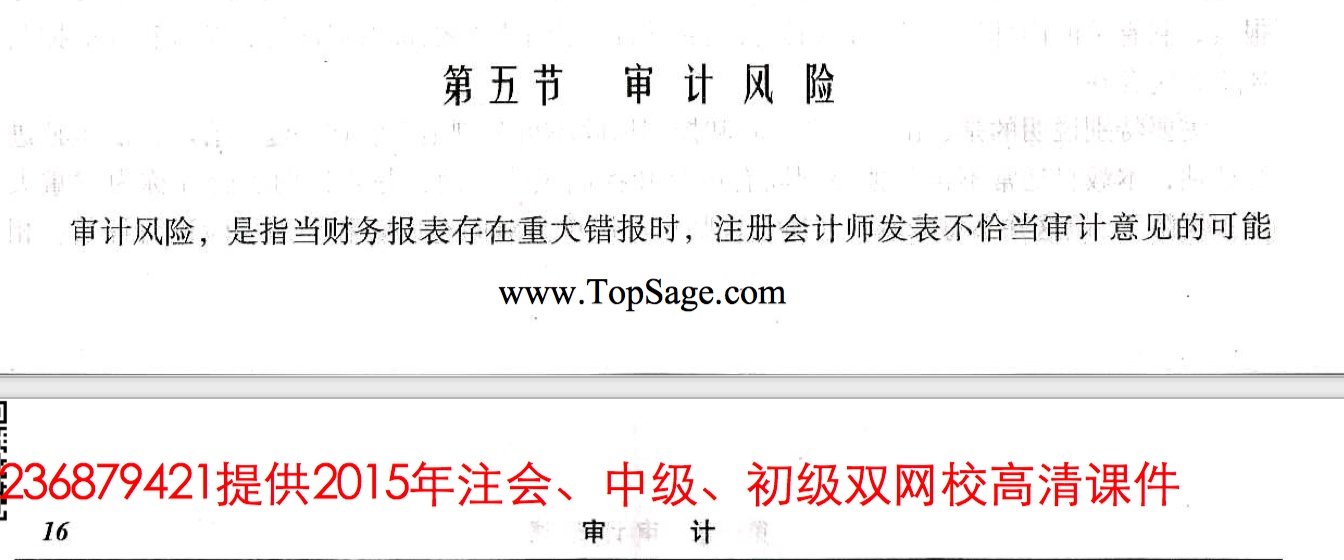 第五节 审计风险
审计风险，是指当财务报表存在重大错报时，注册会计师发表不恰当审计意见的可能
www.TopSage.com
236879421提供2015年注会、中级、初级双网校高清课件
16 审 计